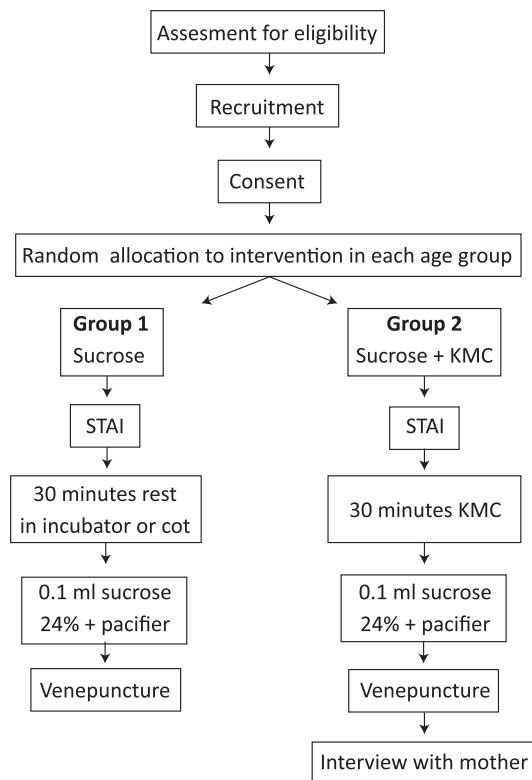 Assesment for eligibility
Recruitment
Consent
Random allocation to intervention in each age group
Group 1
Sucrose
STAI
30 minutes rest
in incubator or cot
0.1 ml sucrose
24% + pacifier
Venepuncture
Group 2
Sucrose + KMC
STAI
30 minutes KMC
0.1 ml sucrose
24% + pacifier
Venepuncture
Interview with mother